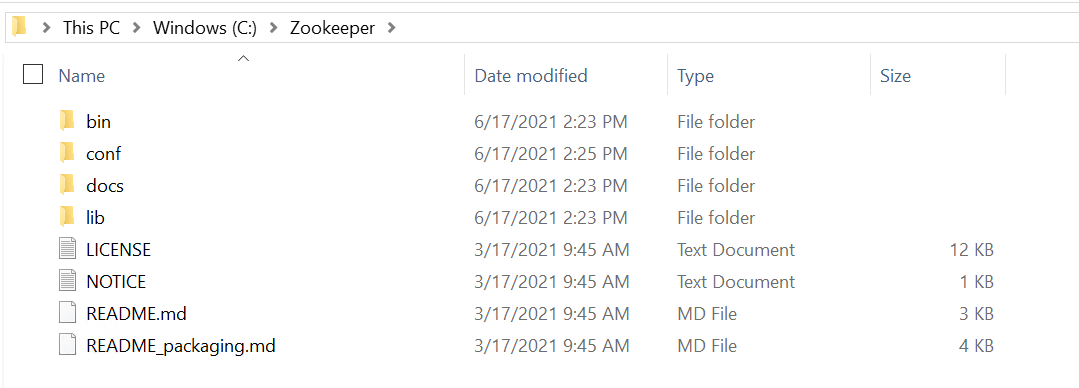 This PC > Windows (C:) > Zookeeper >
Name Date modified Type Size
bin 6/17/2021 2:23 PM File folder
conf 6/17/2021 2:25 PM File folder
docs 6/17/2021 2:23 PM File folder
lib 6/17/2021 2:23 PM File folder
LICENSE 3/17/2021 9:45 AM Text Document 12 KB
NOTICE 3/17/2021 9:45 AM Text Document 1 KB
README.md 3/17/2021 9:45 AM MD File 3 KB
README_packaging.md 3/17/2021 9:45 AM MD File 4 KB